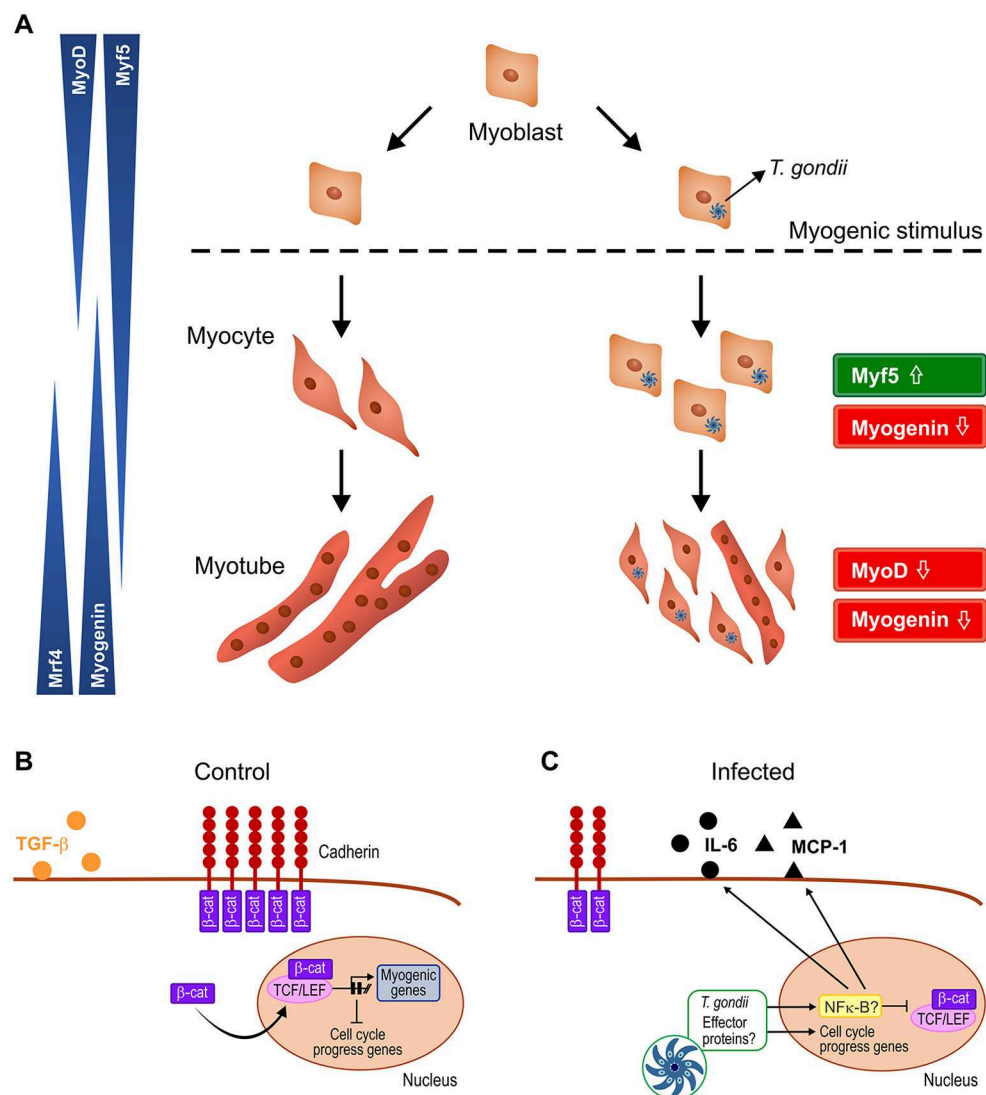 A
MyoD
Myf5
Mrf4
Myogenin
Myoblast
T. gondii
Myogenic stimulus
Myocyte
Myf5 ⇧
Myogenin ⇩
Myotube
MyoD ⇩
Myogenin ⇩
B
Control
TGF-β
Cadherin
β-cat
β-cat
β-cat
β-cat
β-cat
β-cat
β-cat
TCF/LEF
Myogenic
genes
Cell cycle
progress genes
Nucleus
C
Infected
IL-6
MCP-1
β-cat
β-cat
T. gondii
Effector
proteins?
NFκ-B?
Cell cycle
progress genes
β-cat
TCF/LEF
Nucleus